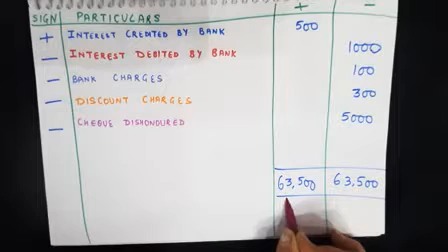 SIGN PARTICULARS + −
+ INTEREST CREDITED BY BANK 500
− INTEREST DEBITED BY BANK 1000
− BANK CHARGES 100
− DISCOUNT CHARGES 300
− CHEQUE DISHONOURED 5000
63,500 63,500